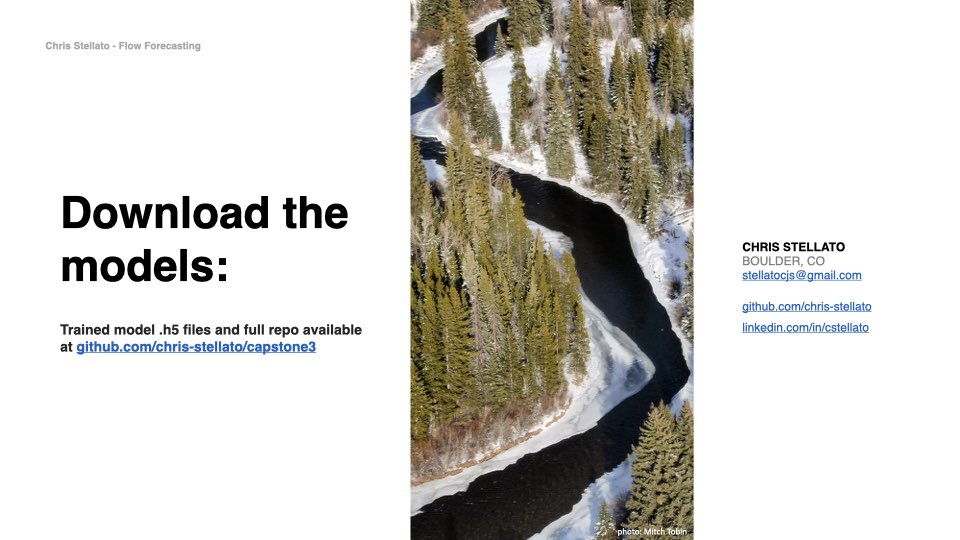 Chris Stellato - Flow Forecasting
Download the
models:
Trained model .h5 files and full repo available
at github.com/chris-stellato/capstone3
CHRIS STELLATO
BOULDER, CO
stellatocjs@gmail.com
github.com/chris-stellato
linkedin.com/in/cstellato
photo: Mitch Tobin